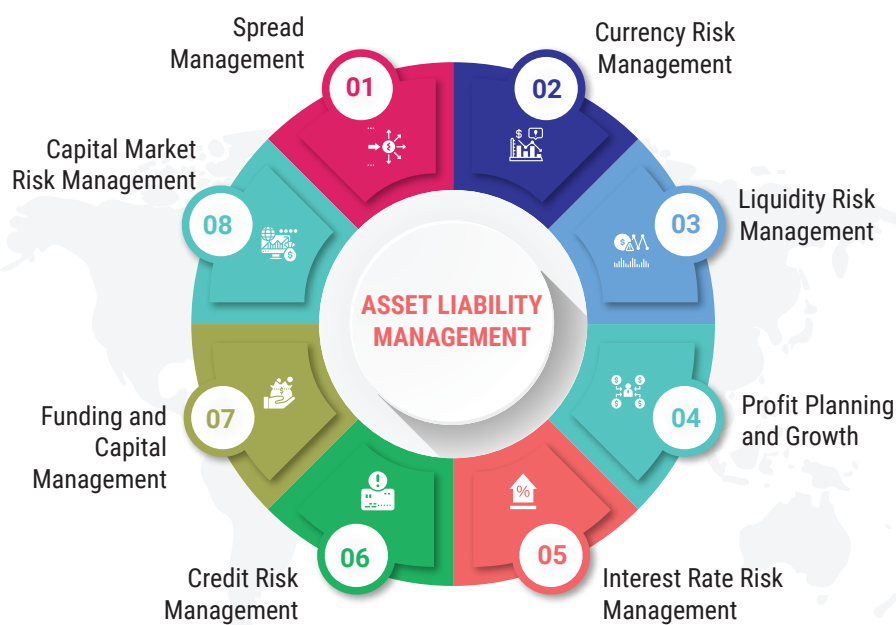 Spread
Management
01
Currency Risk
Management
02
Liquidity Risk
Management
03
Profit Planning
and Growth
04
Interest Rate Risk
Management
05
Credit Risk
Management
06
Funding and
Capital
Management
07
Capital Market
Risk Management
08
ASSET LIABILITY
MANAGEMENT
$
$
$
$
$
$
$
%